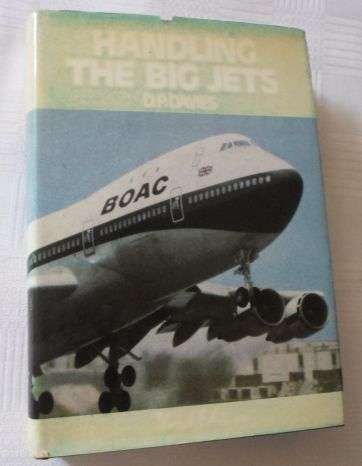 HANDLING
THE BIG JETS
D.P. DAVIES
BOAC